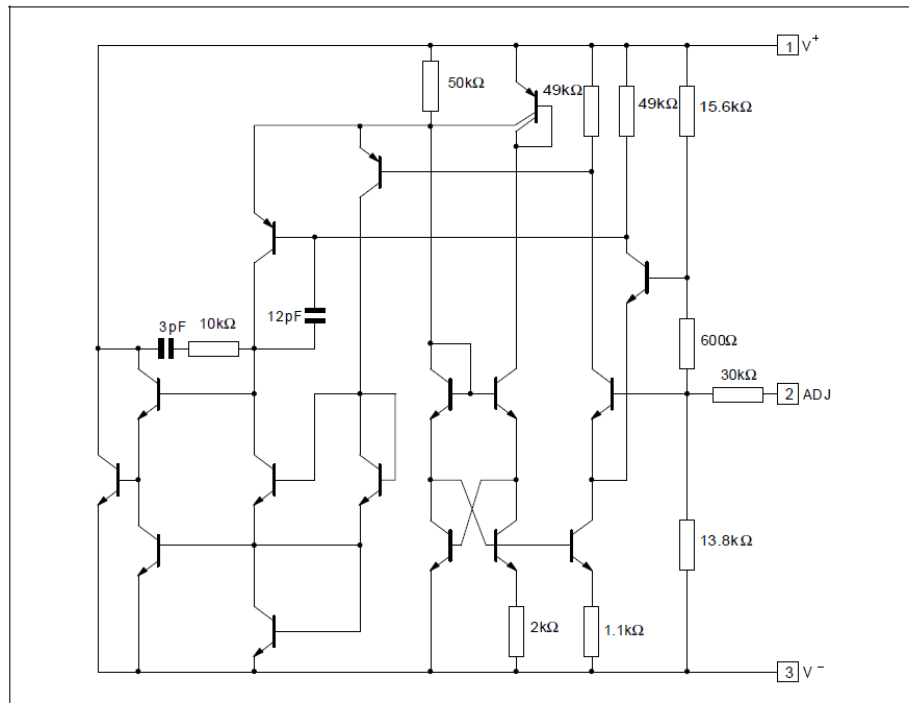 1 V+
50kΩ
49kΩ
49kΩ
15.6kΩ
3pF
10kΩ
12pF
600Ω
30kΩ
2 ADJ
13.8kΩ
2kΩ
1.1kΩ
3 V−